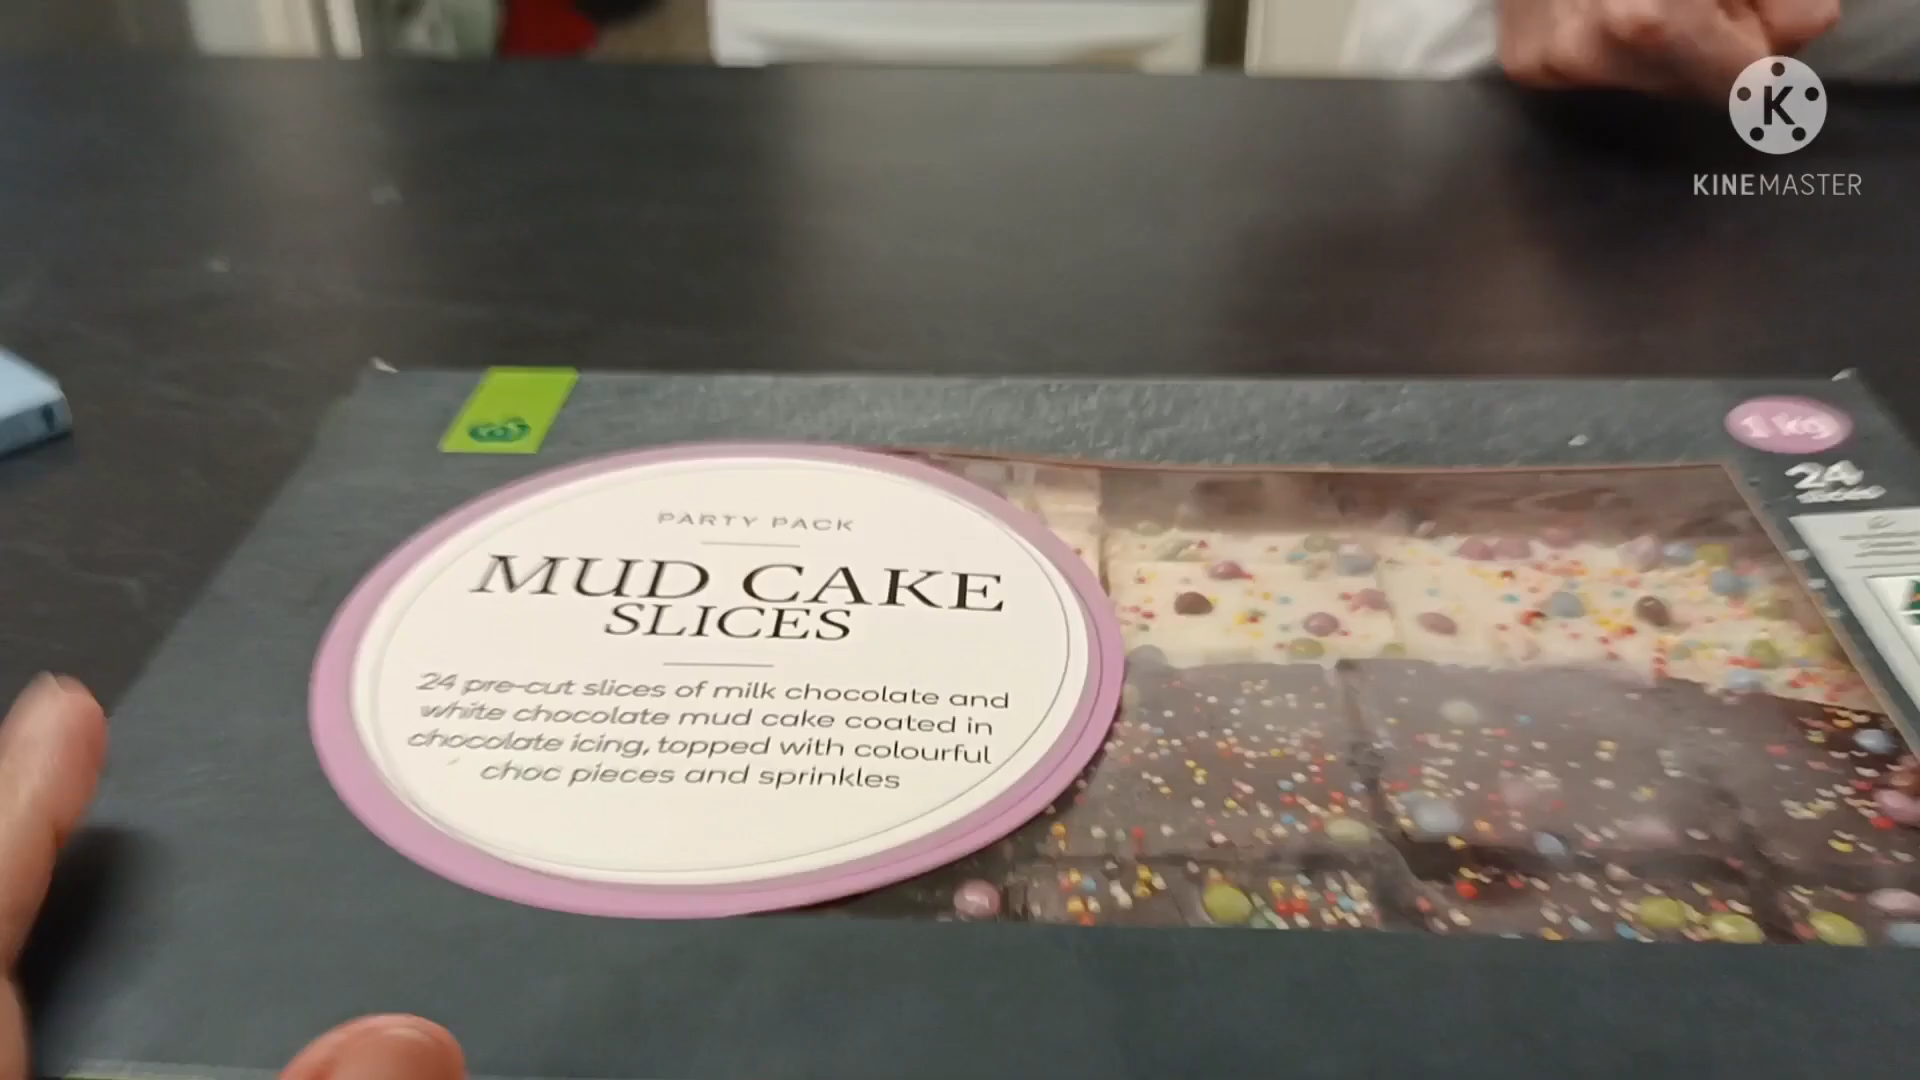 K
KINEMASTER
1 kg
24
slices
PARTY PACK
MUD CAKE
SLICES
24 pre-cut slices of milk chocolate and
white chocolate mud cake coated in
chocolate icing, topped with colourful
choc pieces and sprinkles